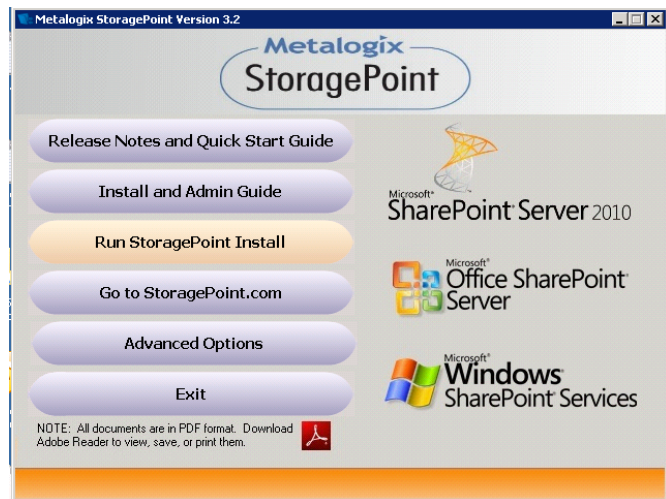 Metalogix StoragePoint Version 3.2
Metalogix
StoragePoint
Release Notes and Quick Start Guide
Install and Admin Guide
Run StoragePoint Install
Go to StoragePoint.com
Advanced Options
Exit
NOTE: All documents are in PDF format. Download
Adobe Reader to view, save, or print them.
Microsoft®
SharePoint® Server 2010
Microsoft®
Office SharePoint®
Server
Microsoft®
Windows®
SharePoint® Services